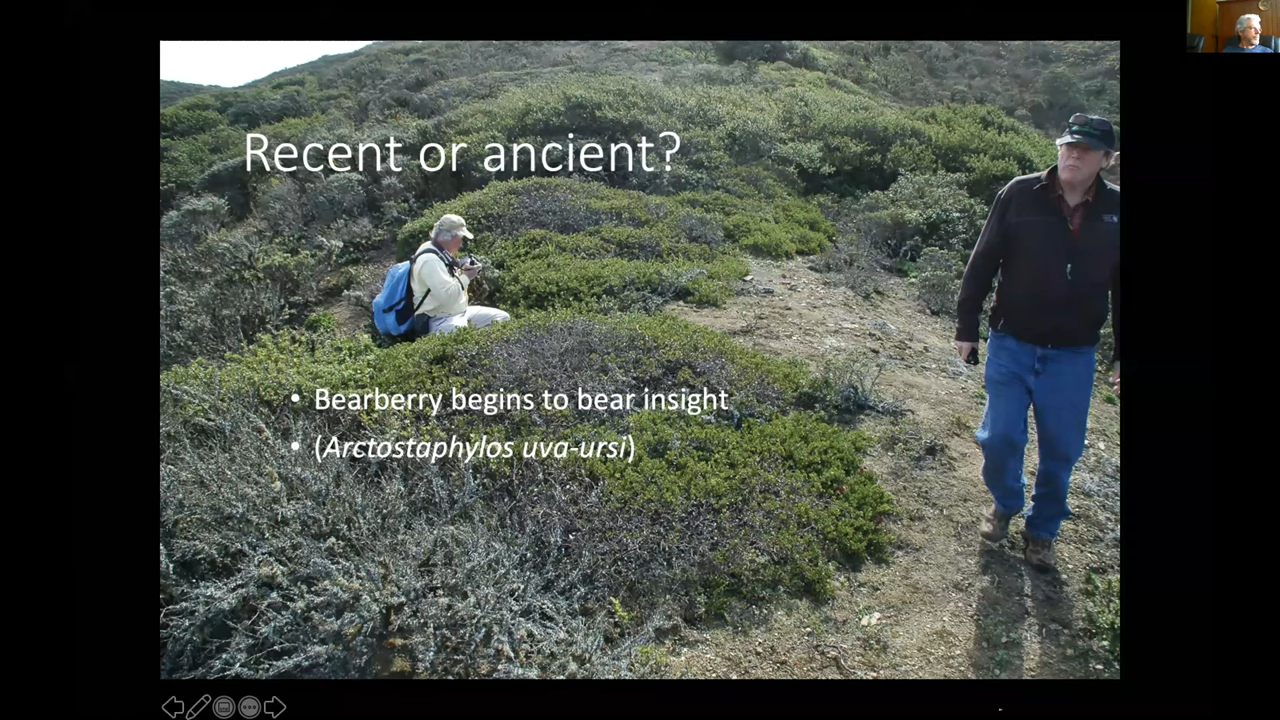 Recent or ancient?
• Bearberry begins to bear insight
• (Arctostaphylos uva-ursi)